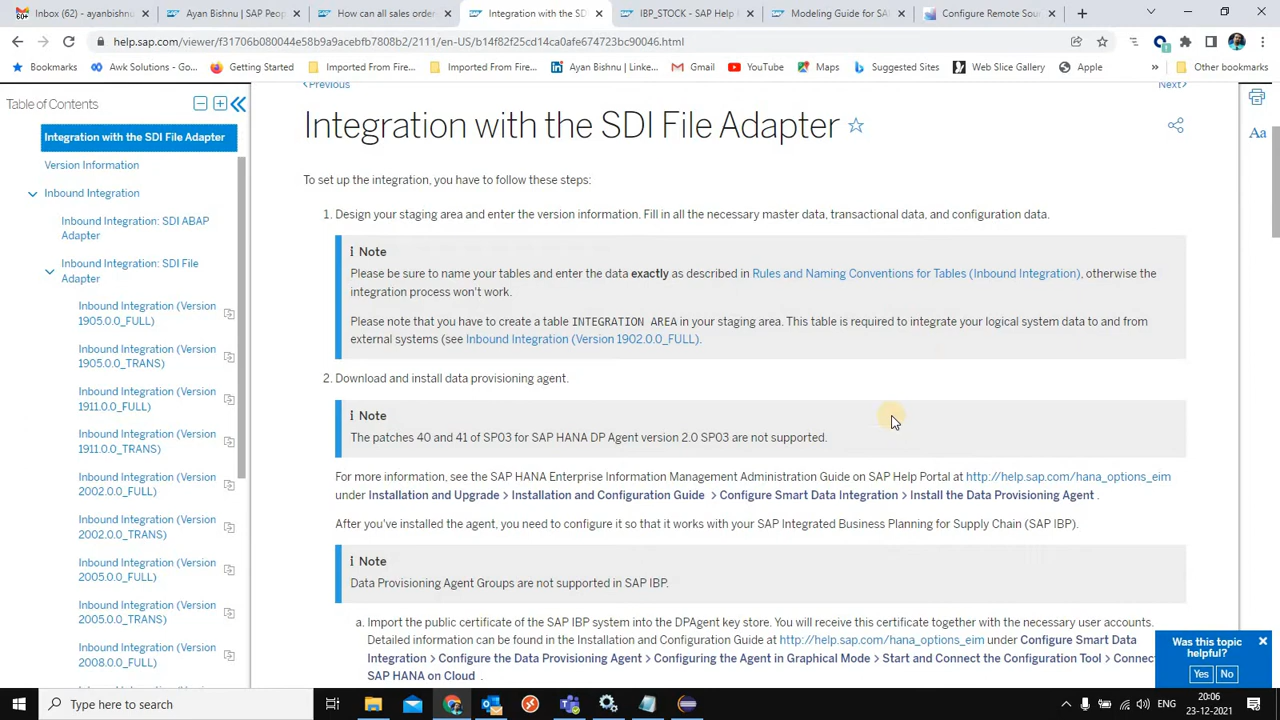 Inbox (62) - ayanbishnu
Ayan Bishnu | SAP Peop
How can all sales order
Integration with the SD
IBP_STOCK - SAP Help
Modeling Guide for SA
Configure Remote Sou
help.sap.com/viewer/f31706b080044e58b9a9acebfb7808b2/2111/en-US/b14f82f25cd14ca0afe674723bc90046.html
Bookmarks
Awk Solutions - Go...
Getting Started
Imported From Fire...
Imported From Fire...
Ayan Bishnu | Linke...
Gmail
YouTube
Maps
Suggested Sites
Web Slice Gallery
Apple
Other bookmarks
Table of Contents
Integration with the SDI File Adapter
Version Information
Inbound Integration
Inbound Integration: SDI ABAP
Adapter
Inbound Integration: SDI File
Adapter
Inbound Integration (Version
1905.0.0_FULL)
Inbound Integration (Version
1905.0.0_TRANS)
Inbound Integration (Version
1911.0.0_FULL)
Inbound Integration (Version
1911.0.0_TRANS)
Inbound Integration (Version
2002.0.0_FULL)
Inbound Integration (Version
2002.0.0_TRANS)
Inbound Integration (Version
2005.0.0_FULL)
Inbound Integration (Version
2005.0.0_TRANS)
Inbound Integration (Version
2008.0.0_FULL)
Previous
Next
Integration with the SDI File Adapter
Aa
To set up the integration, you have to follow these steps:
1. Design your staging area and enter the version information. Fill in all the necessary master data, transactional data, and configuration data.
i Note
Please be sure to name your tables and enter the data exactly as described in Rules and Naming Conventions for Tables (Inbound Integration), otherwise the
integration process won't work.
Please note that you have to create a table INTEGRATION AREA in your staging area. This table is required to integrate your logical system data to and from
external systems (see Inbound Integration (Version 1902.0.0_FULL).
2. Download and install data provisioning agent.
i Note
The patches 40 and 41 of SP03 for SAP HANA DP Agent version 2.0 SP03 are not supported.
For more information, see the SAP HANA Enterprise Information Management Administration Guide on SAP Help Portal at http://help.sap.com/hana_options_eim
under Installation and Upgrade > Installation and Configuration Guide > Configure Smart Data Integration > Install the Data Provisioning Agent .
After you've installed the agent, you need to configure it so that it works with your SAP Integrated Business Planning for Supply Chain (SAP IBP).
i Note
Data Provisioning Agent Groups are not supported in SAP IBP.
a. Import the public certificate of the SAP IBP system into the DPAgent key store. You will receive this certificate together with the necessary user accounts.
Detailed information can be found in the Installation and Configuration Guide at http://help.sap.com/hana_options_eim under Configure Smart Data
Integration > Configure the Data Provisioning Agent > Configuring the Agent in Graphical Mode > Start and Connect the Configuration Tool > Connec
SAP HANA on Cloud .
Was this topic
helpful?
Yes
No
Type here to search
ENG
20:06
23-12-2021